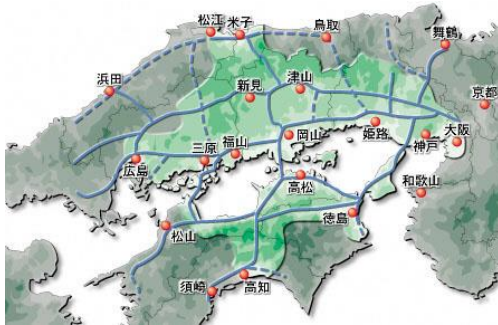 松江
米子
鳥取
舞鶴
浜田
新見
津山
京都
岡山
姫路
神戸
大阪
広島
三原
福山
高松
和歌山
松山
徳島
須崎
高知